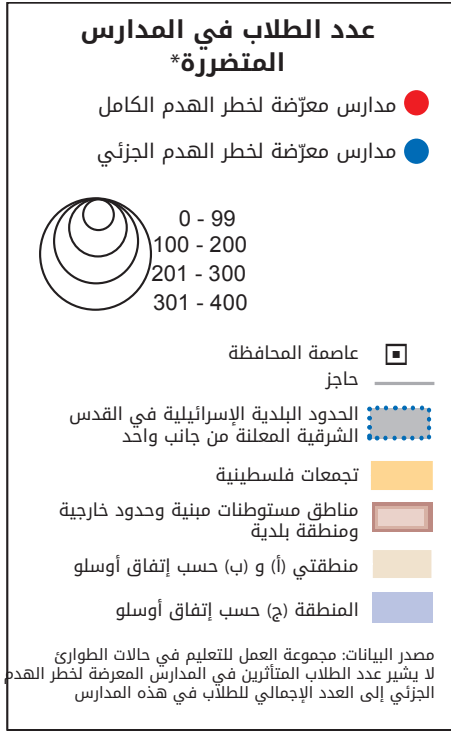 عدد الطلاب في المدارس
المتضررة*
مدارس معرّضة لخطر الهدم الكامل
مدارس معرّضة لخطر الهدم الجزئي
0 - 99
100 - 200
201 - 300
301 - 400
عاصمة المحافظة
حاجز
الحدود البلدية الإسرائيلية في القدس
الشرقية المعلنة من جانب واحد
تجمعات فلسطينية
مناطق مستوطنات مبنية وحدود خارجية
ومنطقة بلدية
منطقتي (أ) و (ب) حسب إتفاق أوسلو
المنطقة (ج) حسب إتفاق أوسلو
مصدر البيانات: مجموعة العمل للتعليم في حالات الطوارئ
لا يشير عدد الطلاب المتأثرين في المدارس المعرضة لخطر الهدم
الجزئي إلى العدد الإجمالي للطلاب في هذه المدارس